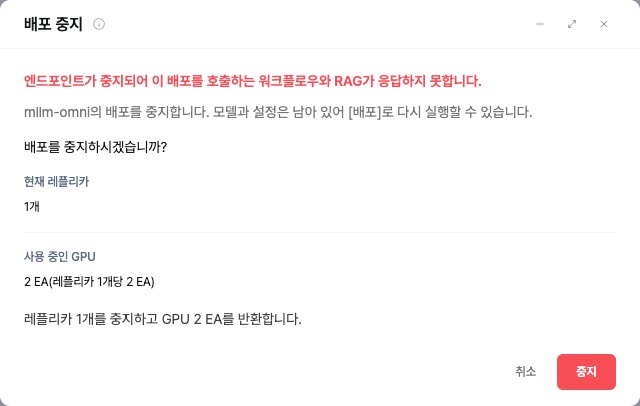 배포 중지
엔드포인트가 중지되어 이 배포를 호출하는 워크플로우와 RAG가 응답하지 못합니다.
mllm-omni의 배포를 중지합니다. 모델과 설정은 남아 있어 [배포]로 다시 실행할 수 있습니다.
배포를 중지하시겠습니까?
현재 레플리카
1개
사용 중인 GPU
2 EA(레플리카 1개당 2 EA)
레플리카 1개를 중지하고 GPU 2 EA를 반환합니다.
취소
중지